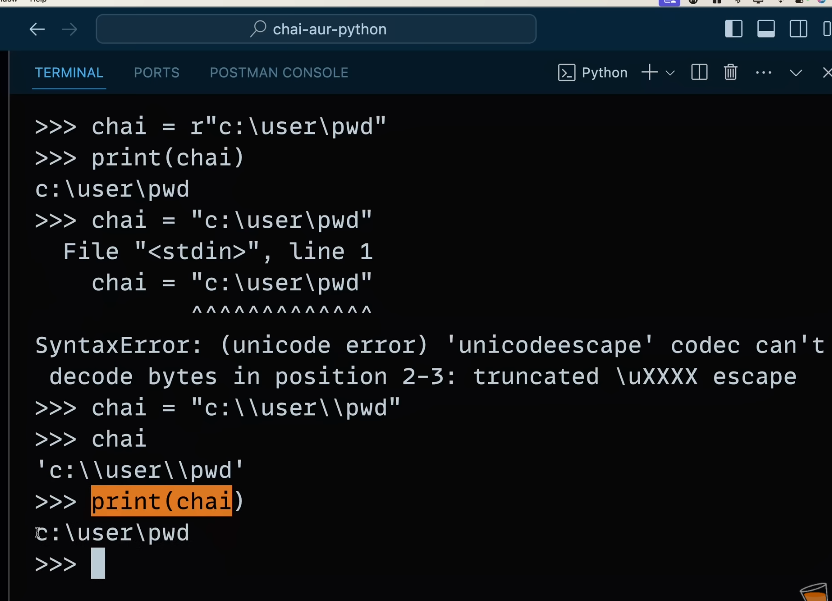 chai-aur-python
TERMINAL PORTS POSTMAN CONSOLE Python
>>> chai = r"c:\user\pwd"
>>> print(chai)
c:\user\pwd
>>> chai = "c:\user\pwd"
  File "<stdin>", line 1
    chai = "c:\user\pwd"
           ^^^^^^^^^^^^^
SyntaxError: (unicode error) 'unicodeescape' codec can't
 decode bytes in position 2-3: truncated \uXXXX escape
>>> chai = "c:\\user\\pwd"
>>> chai
'c:\\user\\pwd'
>>> print(chai)
c:\user\pwd
>>>